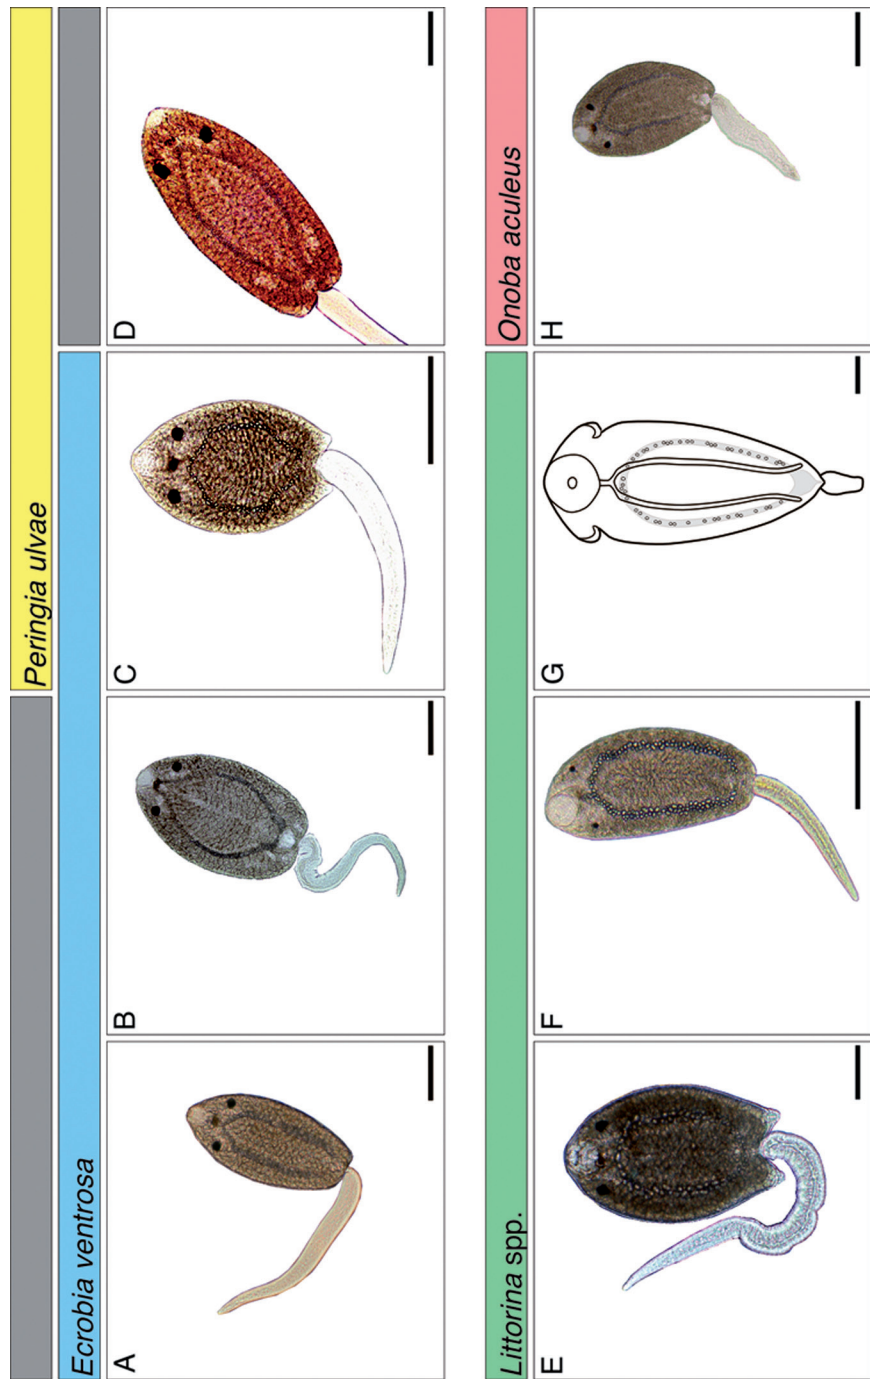 Peringia ulvae
Ecrobia ventrosa
A
B
C
D
Littorina spp.
Onoba aculeus
E
F
G
H